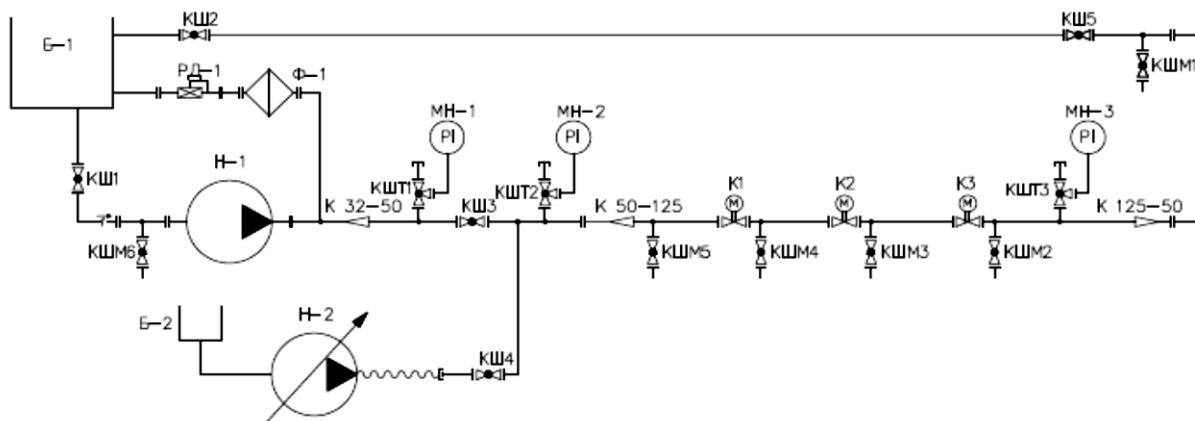 КШ2
КШ5
Б-1
КШМ1
РД-1
Ф-1
МН-1
МН-2
МН-3
PI
PI
PI
КШ1
Н-1
КШТ1
КШТ2
К1
К2
К3
КШТ3
M
M
M
К 32-50
КШ3
К 50-125
К 125-50
КШМ6
КШМ5
КШМ4
КШМ3
КШМ2
Б-2
Н-2
КШ4